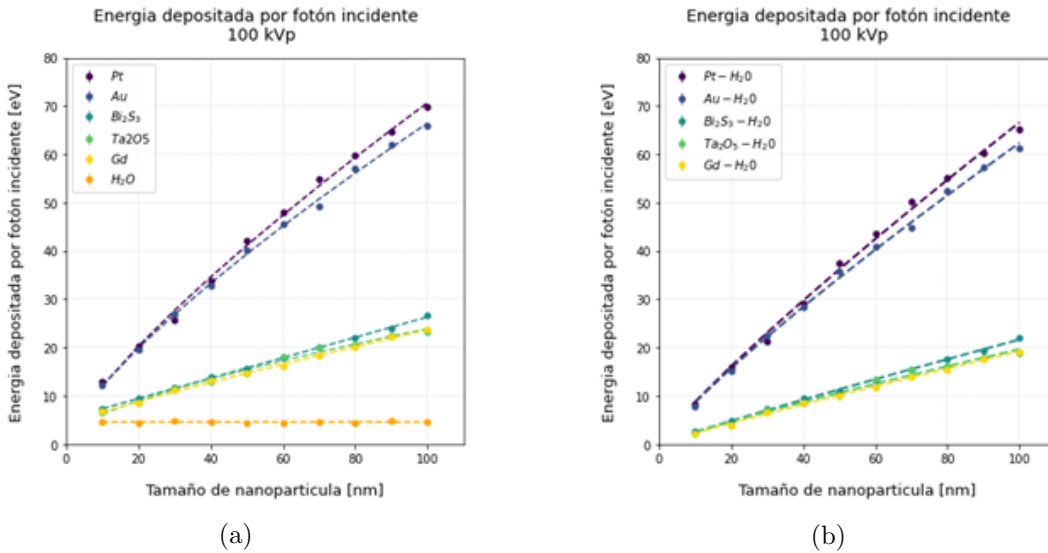 Energia depositada por fotón incidente
100 kVp
Energia depositada por fotón incidente [eV]
80
70
60
50
40
30
20
10
0
Pt
Au
Bi₂S₃
Ta2O5
Gd
H₂O
0 20 40 60 80 100
Tamaño de nanoparticula [nm]
(a)
Energia depositada por fotón incidente
100 kVp
Energia depositada por fotón incidente [eV]
80
70
60
50
40
30
20
10
0
Pt − H₂0
Au − H₂0
Bi₂S₃ − H₂0
Ta₂O₅ − H₂0
Gd − H₂0
0 20 40 60 80 100
Tamaño de nanoparticula [nm]
(b)